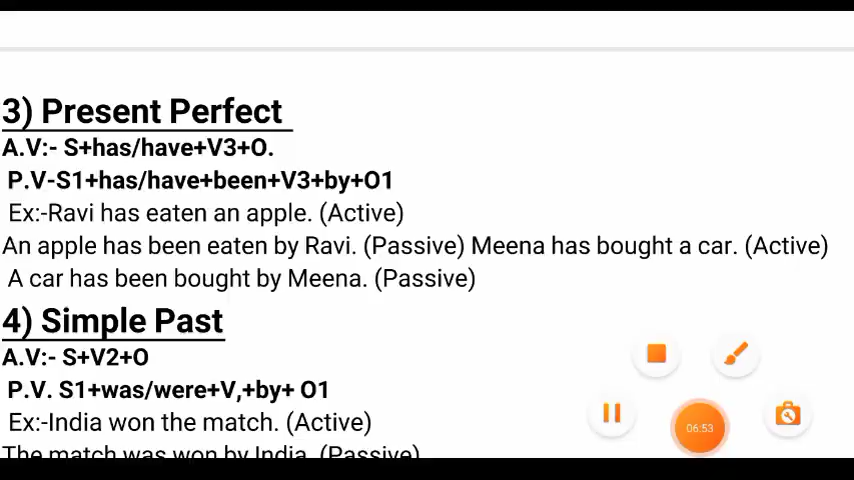 3) Present Perfect
A.V:- S+has/have+V3+O.
P.V-S1+has/have+been+V3+by+O1
Ex:-Ravi has eaten an apple. (Active)
An apple has been eaten by Ravi. (Passive) Meena has bought a car. (Active)
A car has been bought by Meena. (Passive)
4) Simple Past
A.V:- S+V2+O
P.V. S1+was/were+V,+by+ O1
Ex:-India won the match. (Active)
The match was won by India. (Passive)
06:53